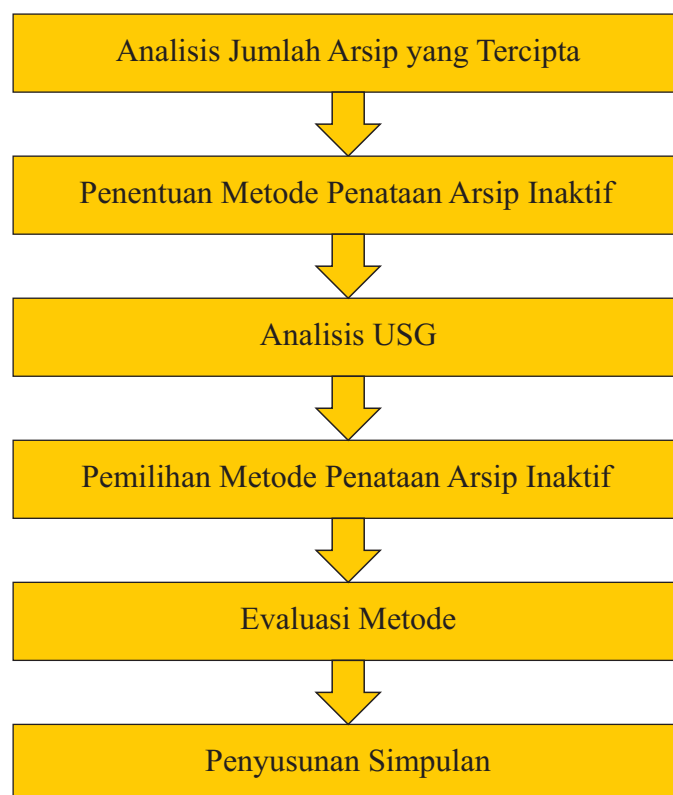 Analisis Jumlah Arsip yang Tercipta
Penentuan Metode Penataan Arsip Inaktif
Analisis USG
Pemilihan Metode Penataan Arsip Inaktif
Evaluasi Metode
Penyusunan Simpulan